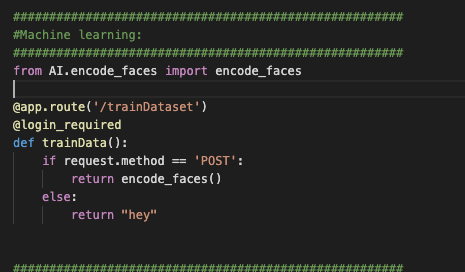 ######################################################
#Machine learning:
######################################################
from AI.encode_faces import encode_faces
@app.route('/trainDataset')
@login_required
def trainData():
    if request.method == 'POST':
        return encode_faces()
    else:
        return "hey"
######################################################